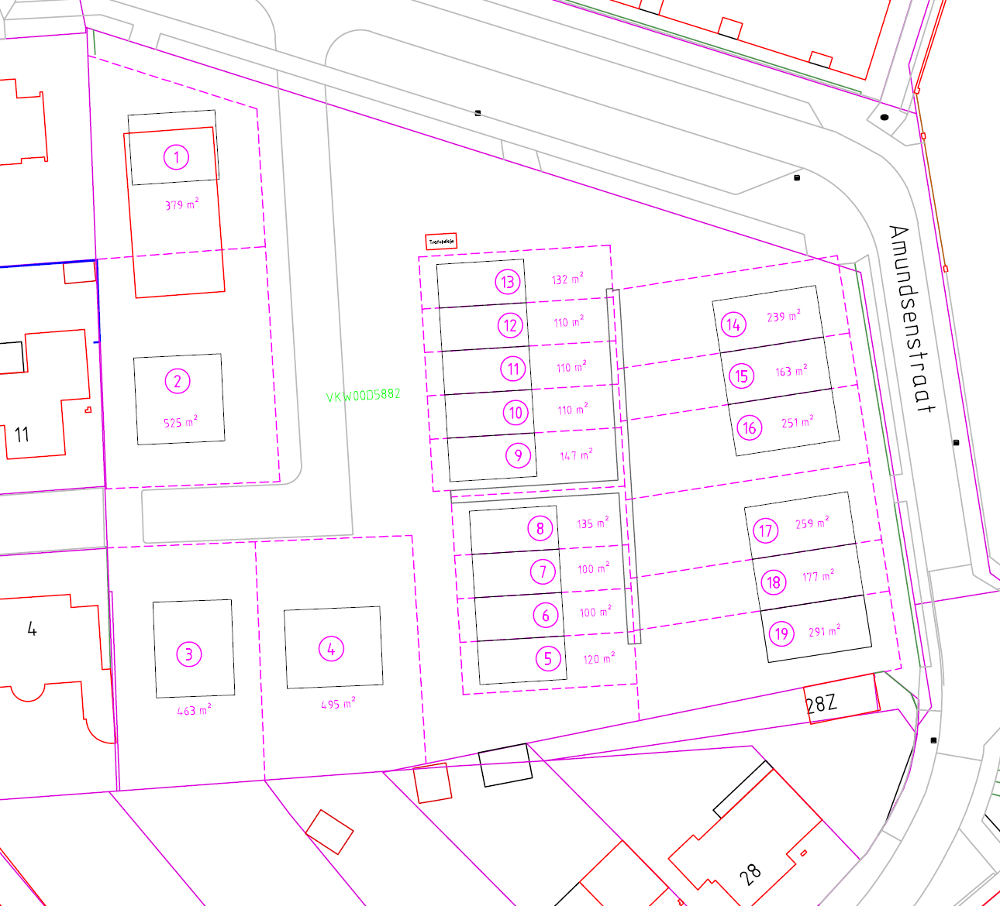 1
379 m²
2
525 m²
11
VKW00D5882
3
463 m²
4
495 m²
4
Trafohuisje
13 132 m²
12 110 m²
11 110 m²
10 110 m²
9 147 m²
8 135 m²
7 100 m²
6 100 m²
5 120 m²
14 239 m²
15 163 m²
16 251 m²
17 259 m²
18 177 m²
19 291 m²
Amundsenstraat
28Z
28